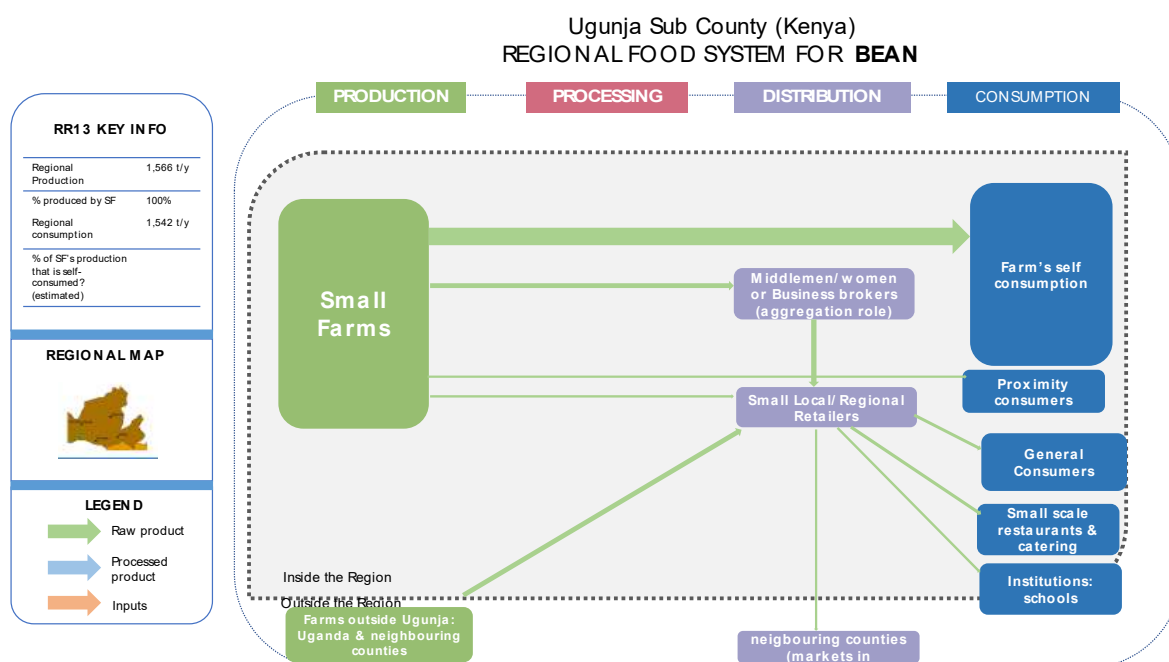 Ugunja Sub County (Kenya)
REGIONAL FOOD SYSTEM FOR BEAN
PRODUCTION
PROCESSING
DISTRIBUTION
CONSUMPTION
RR13 KEY INFO
Regional
Production
1,566 t/y
% produced by SF
100%
Regional
consumption
1,542 t/y
% of SF's production
that is self-
consumed?
(estimated)
REGIONAL MAP
LEGEND
Raw product
Processed
product
Inputs
Small
Farms
Middlemen/ women
or Business brokers
(aggregation role)
Small Local/ Regional
Retailers
Farm's self
consumption
Proximity
consumers
General
Consumers
Small scale
restaurants &
catering
Institutions:
schools
Inside the Region
Outside the Region
Farms outside Ugunja:
Uganda & neighbouring
counties
neigbouring counties
(markets in